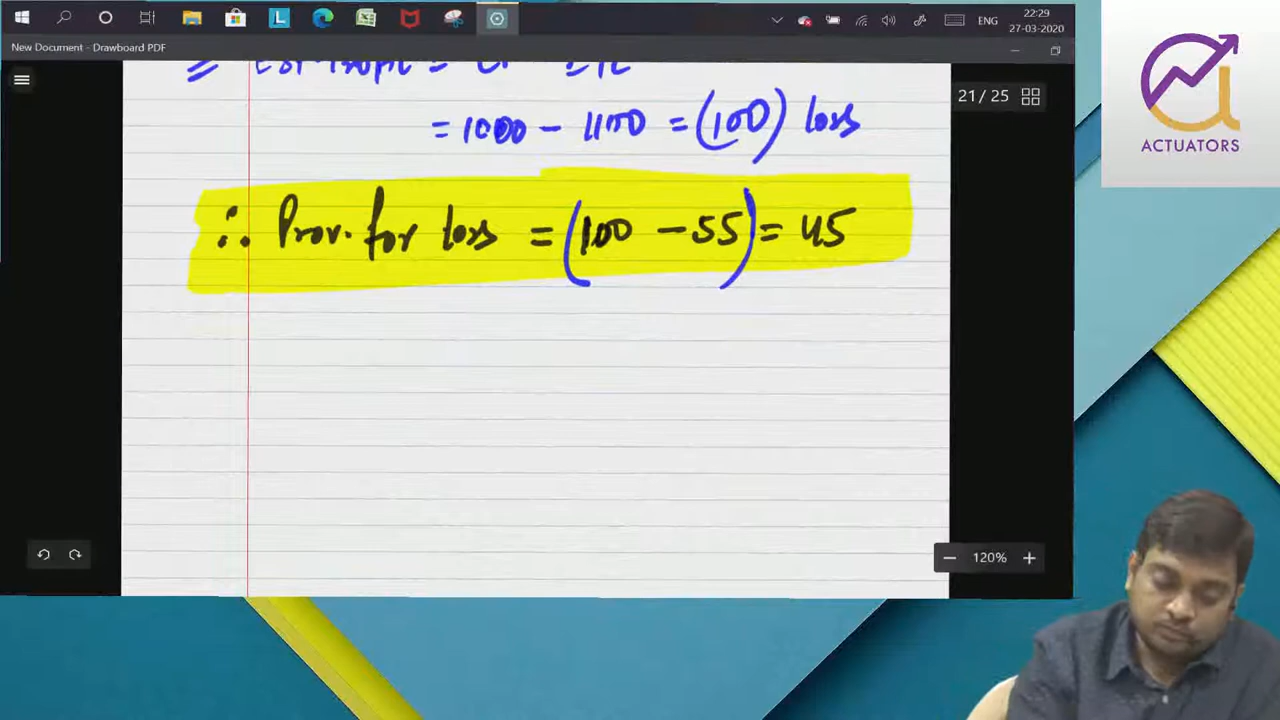 22:29
ENG
27-03-2020
New Document - Drawboard PDF
21 / 25
= 1000 - 1100 = (100) loss
∴ Prov. for loss = (100 - 55) = 45
120%
ACTUATORS